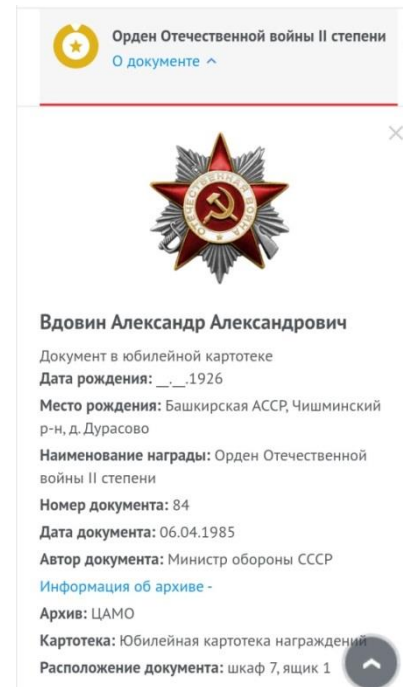 Орден Отечественной войны II степени
О документе
ОТЕЧЕСТВЕННАЯ ВОЙНА
Вдовин Александр Александрович
Документ в юбилейной картотеке
Дата рождения: __.__.1926
Место рождения: Башкирская АССР, Чишминский
р-н, д. Дурасово
Наименование награды: Орден Отечественной
войны II степени
Номер документа: 84
Дата документа: 06.04.1985
Автор документа: Министр обороны СССР
Информация об архиве -
Архив: ЦАМО
Картотека: Юбилейная картотека награждений
Расположение документа: шкаф 7, ящик 1